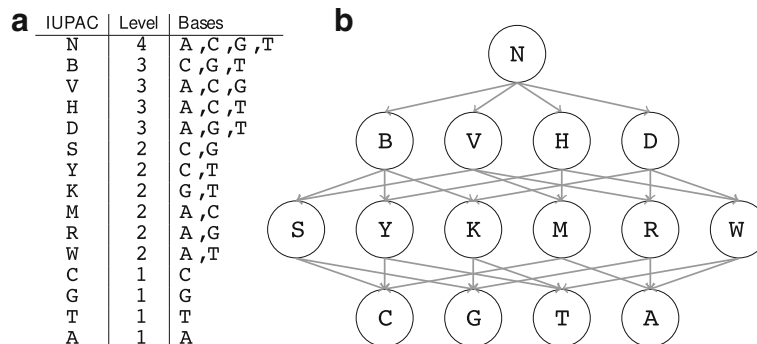 a
IUPAC Level Bases
N 4 A ,C ,G ,T
B 3 C ,G ,T
V 3 A ,C ,G
H 3 A ,C ,T
D 3 A ,G ,T
S 2 C ,G
Y 2 C ,T
K 2 G ,T
M 2 A ,C
R 2 A ,G
W 2 A ,T
C 1 C
G 1 G
T 1 T
A 1 A
b
N
B V H D
S Y K M R W
C G T A